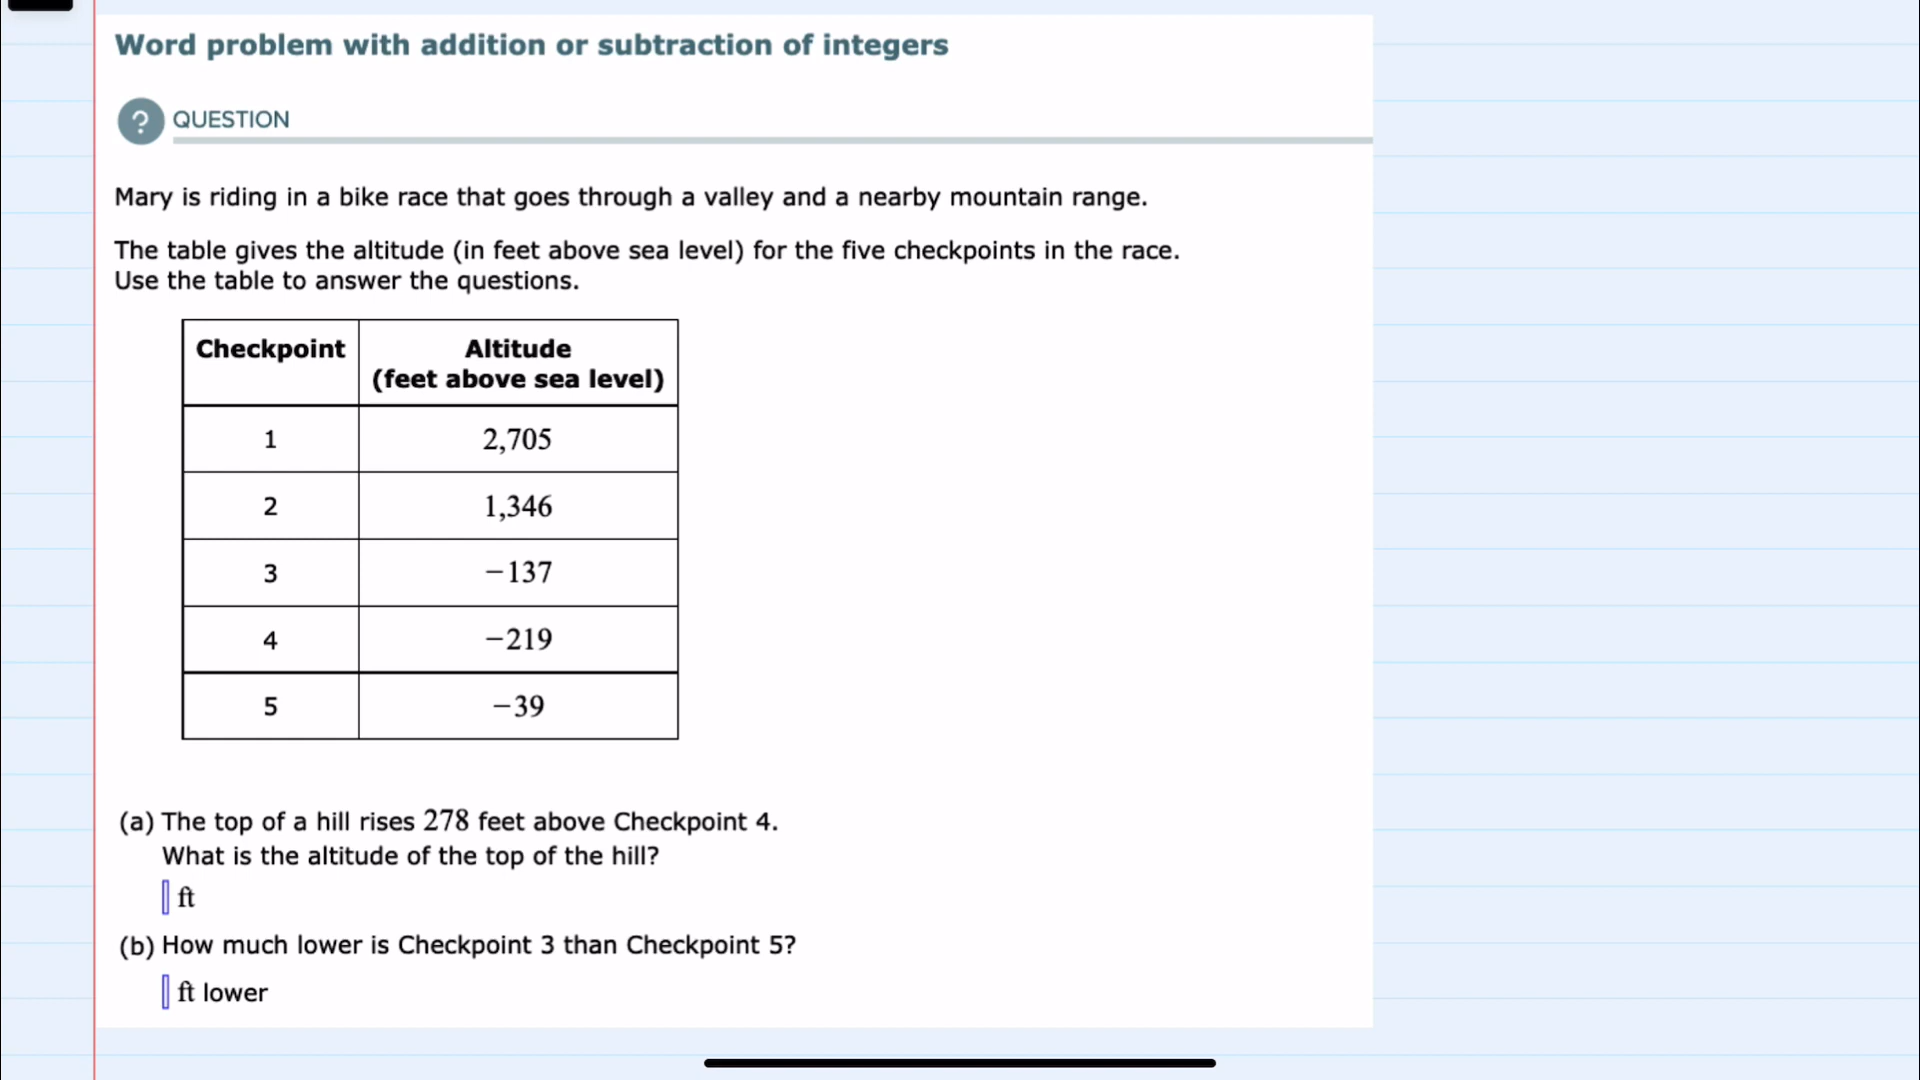 Word problem with addition or subtraction of integers
? QUESTION
Mary is riding in a bike race that goes through a valley and a nearby mountain range.
The table gives the altitude (in feet above sea level) for the five checkpoints in the race.
Use the table to answer the questions.
Checkpoint Altitude
(feet above sea level)
1 2,705
2 1,346
3 −137
4 −219
5 −39
(a) The top of a hill rises 278 feet above Checkpoint 4.
What is the altitude of the top of the hill?
ft
(b) How much lower is Checkpoint 3 than Checkpoint 5?
ft lower